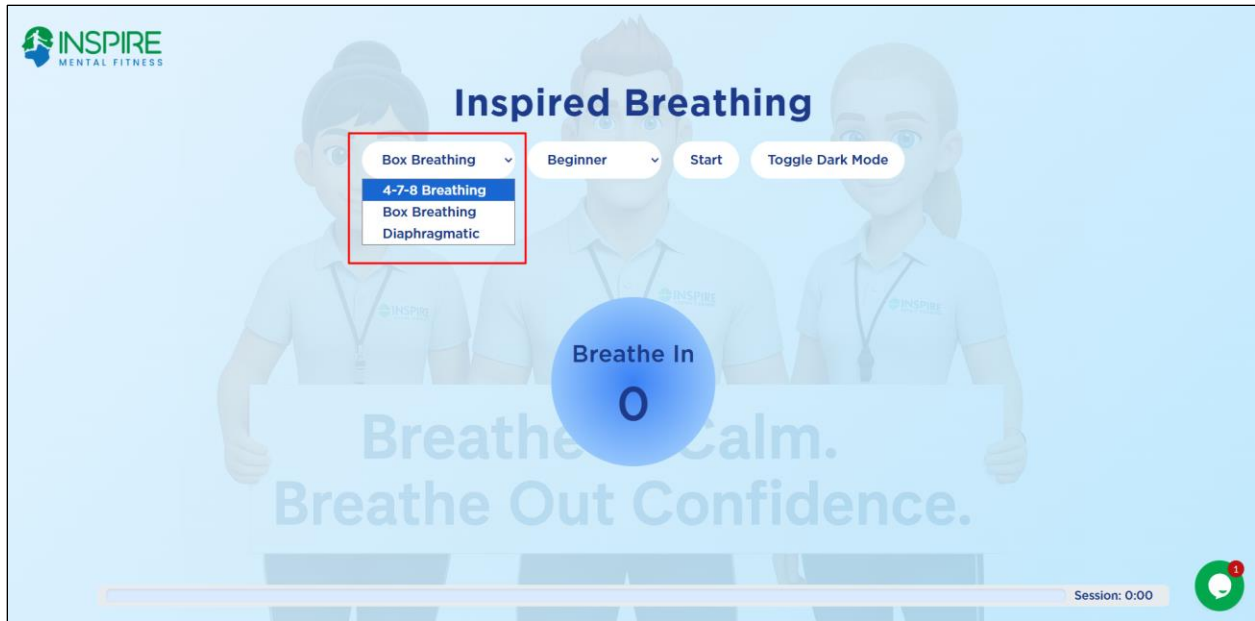 INSPIRE
MENTAL FITNESS
Inspired Breathing
Box Breathing
Beginner
Start
Toggle Dark Mode
4-7-8 Breathing
Box Breathing
Diaphragmatic
INSPIRE
INSPIRE
INSPIRE
Breathe In
0
Breathe Calm.
Breathe Out Confidence.
Session: 0:00
1